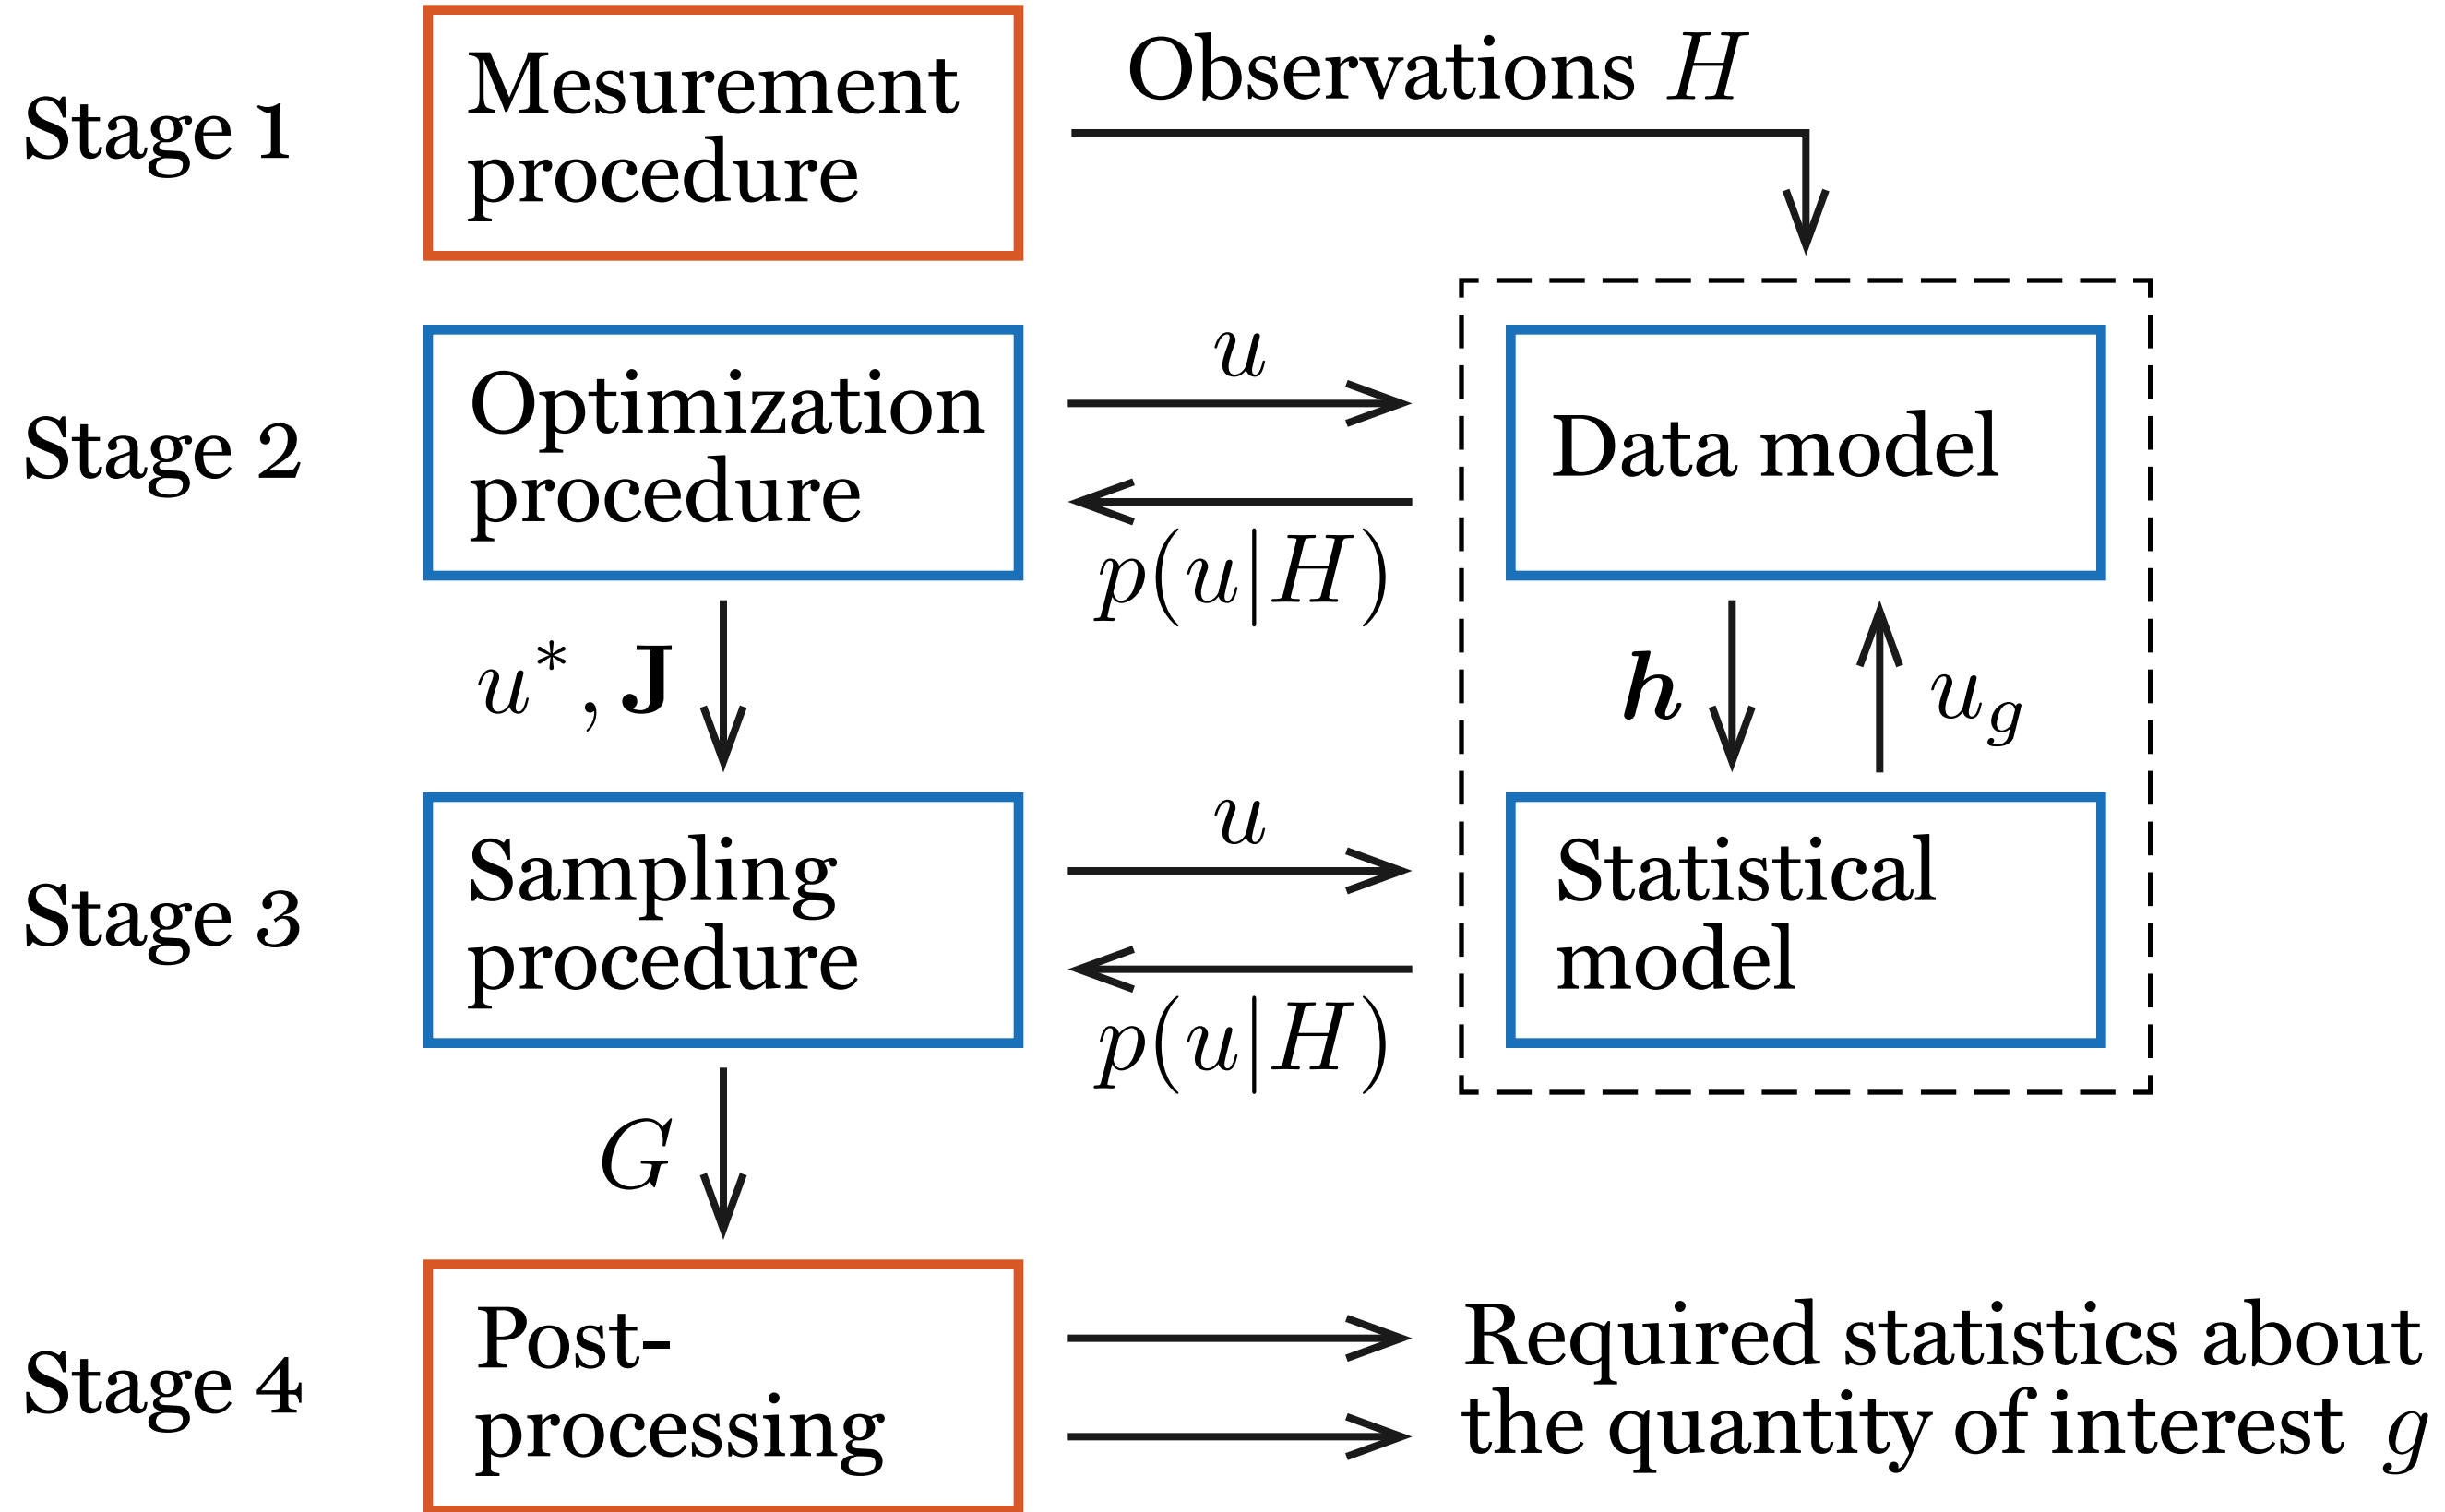 Stage 1
Measurement
procedure
Observations H
Stage 2
Optimization
procedure
u
p(u|H)
Data model
u*, J
h
u_g
Stage 3
Sampling
procedure
u
p(u|H)
Statistical
model
G
Stage 4
Post-
processing
Required statistics about
the quantity of interest g